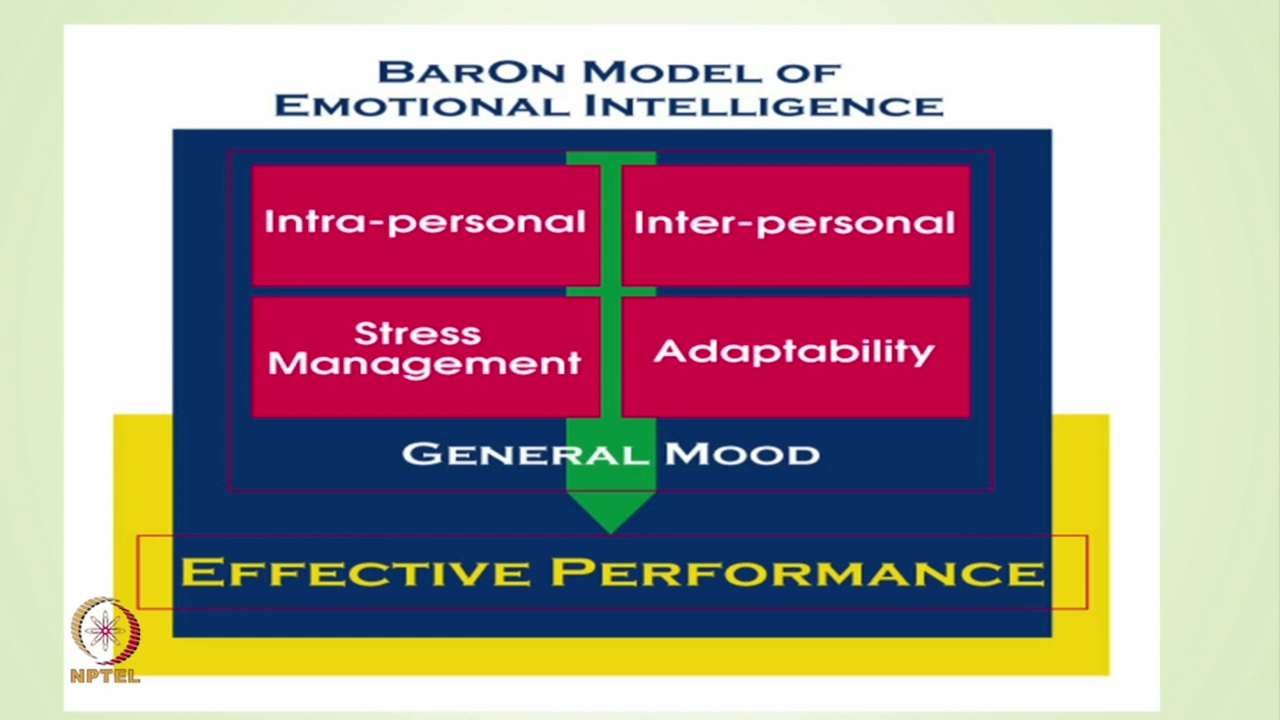 BarOn Model of
Emotional Intelligence
Intra-personal
Inter-personal
Stress
Management
Adaptability
General Mood
Effective Performance
NPTEL